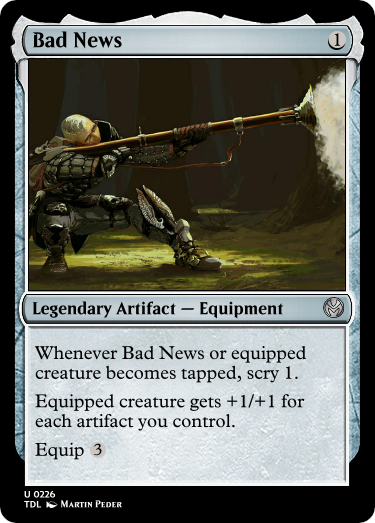 Bad News 1
Legendary Artifact — Equipment
Whenever Bad News or equipped
creature becomes tapped, scry 1.
Equipped creature gets +1/+1 for
each artifact you control.
Equip 3
U 0226
TDL Martin Peder